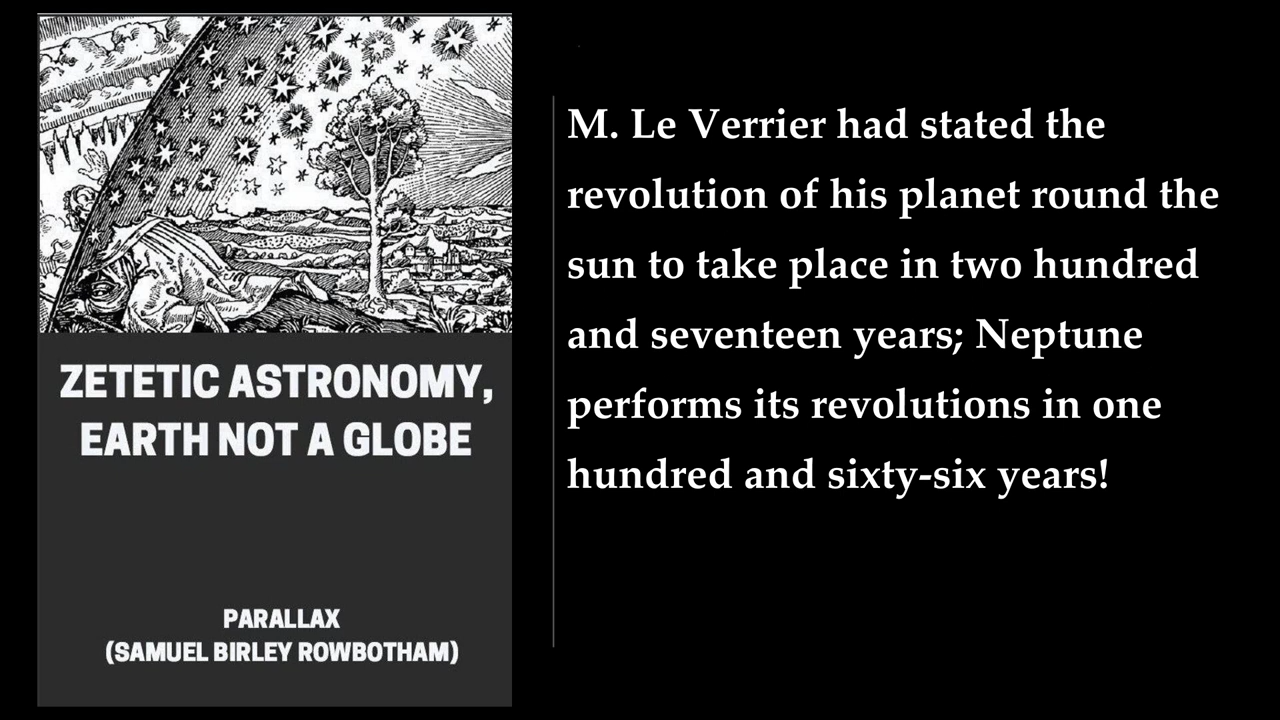 ZETETIC ASTRONOMY,
EARTH NOT A GLOBE
PARALLAX
(SAMUEL BIRLEY ROWBOTHAM)
M. Le Verrier had stated the
revolution of his planet round the
sun to take place in two hundred
and seventeen years; Neptune
performs its revolutions in one
hundred and sixty-six years!